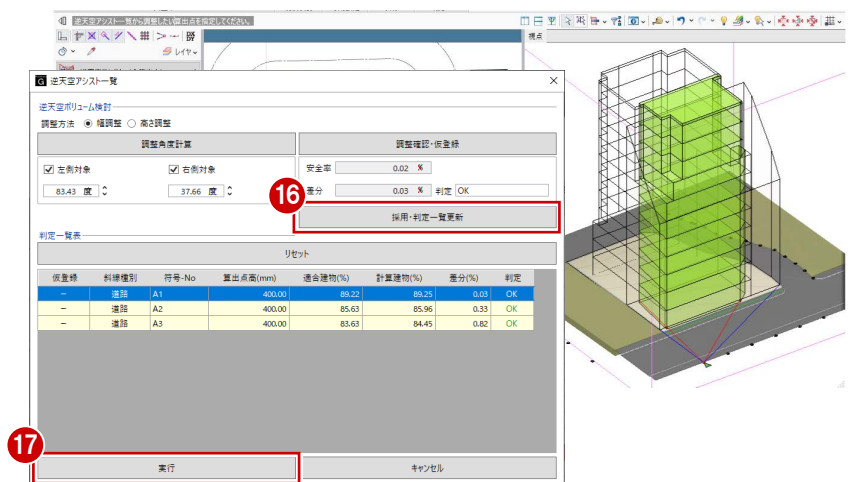 逆天空アシスト一覧から調整したい算出点を指定してください。
レイヤ
視点
G 逆天空アシスト一覧
逆天空ボリューム検討
調整方法 幅調整 高さ調整
調整角度計算 調整確認・仮登録
左側対象 右側対象 安全率 0.02 %
83.43 度 37.66 度 差分 0.03 % 判定 OK
16
採用・判定一覧更新
判定一覧表
リセット
仮登録 斜線種別 符号-No 算出点高(mm) 適合建物(%) 計算建物(%) 差分(%) 判定
− 道路 A1 400.00 89.22 89.25 0.03 OK
− 道路 A2 400.00 85.63 85.96 0.33 OK
− 道路 A3 400.00 83.63 84.45 0.82 OK
17
実行 キャンセル